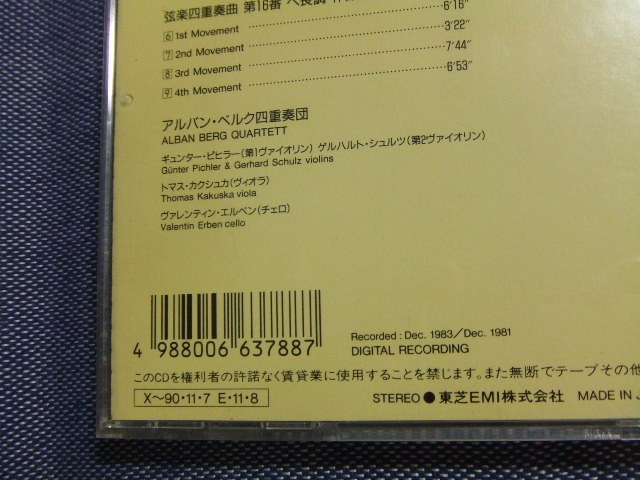 弦楽四重奏曲 第16番 ヘ長調
6 1st Movement 6'16"
7 2nd Movement 3'22"
8 3rd Movement 7'44"
9 4th Movement 6'53"
アルバン・ベルク四重奏団
ALBAN BERG QUARTETT
ギュンター・ピヒラー(第1ヴァイオリン) ゲルハルト・シュルツ(第2ヴァイオリン)
Günter Pichler & Gerhard Schulz violins
トマス・カクシュカ(ヴィオラ)
Thomas Kakuska viola
ヴァレンティン・エルベン(チェロ)
Valentin Erben cello
4 988006 637887
Recorded : Dec. 1983／Dec. 1981
DIGITAL RECORDING
このCDを権利者の許諾なく賃貸業に使用することを禁じます。また無断でテープその他
X〜90・11・7 E・11・8
STEREO ● 東芝EMI株式会社 MADE IN J